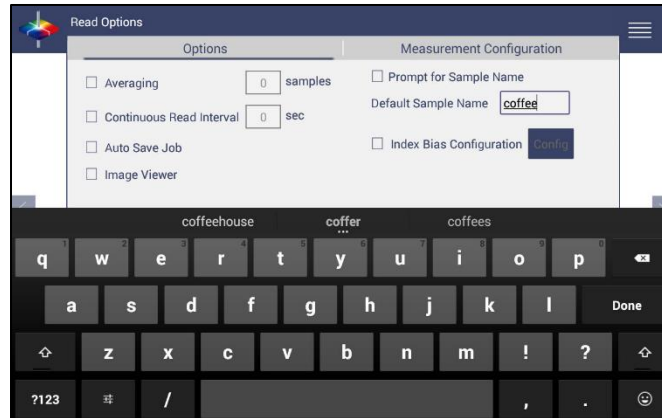 Read Options
Options Measurement Configuration
Averaging 0 samples
Prompt for Sample Name
Default Sample Name coffee
Continuous Read Interval 0 sec
Auto Save Job
Index Bias Configuration Config
Image Viewer
coffeehouse coffer coffees
1 2 3 4 5 6 7 8 9 0
q w e r t y u i o p
a s d f g h j k l Done
z x c v b n m ! ?
?123 / , .